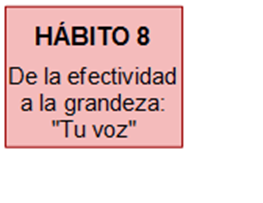 HÁBITO 8
De la efectividad
a la grandeza:
"Tu voz"